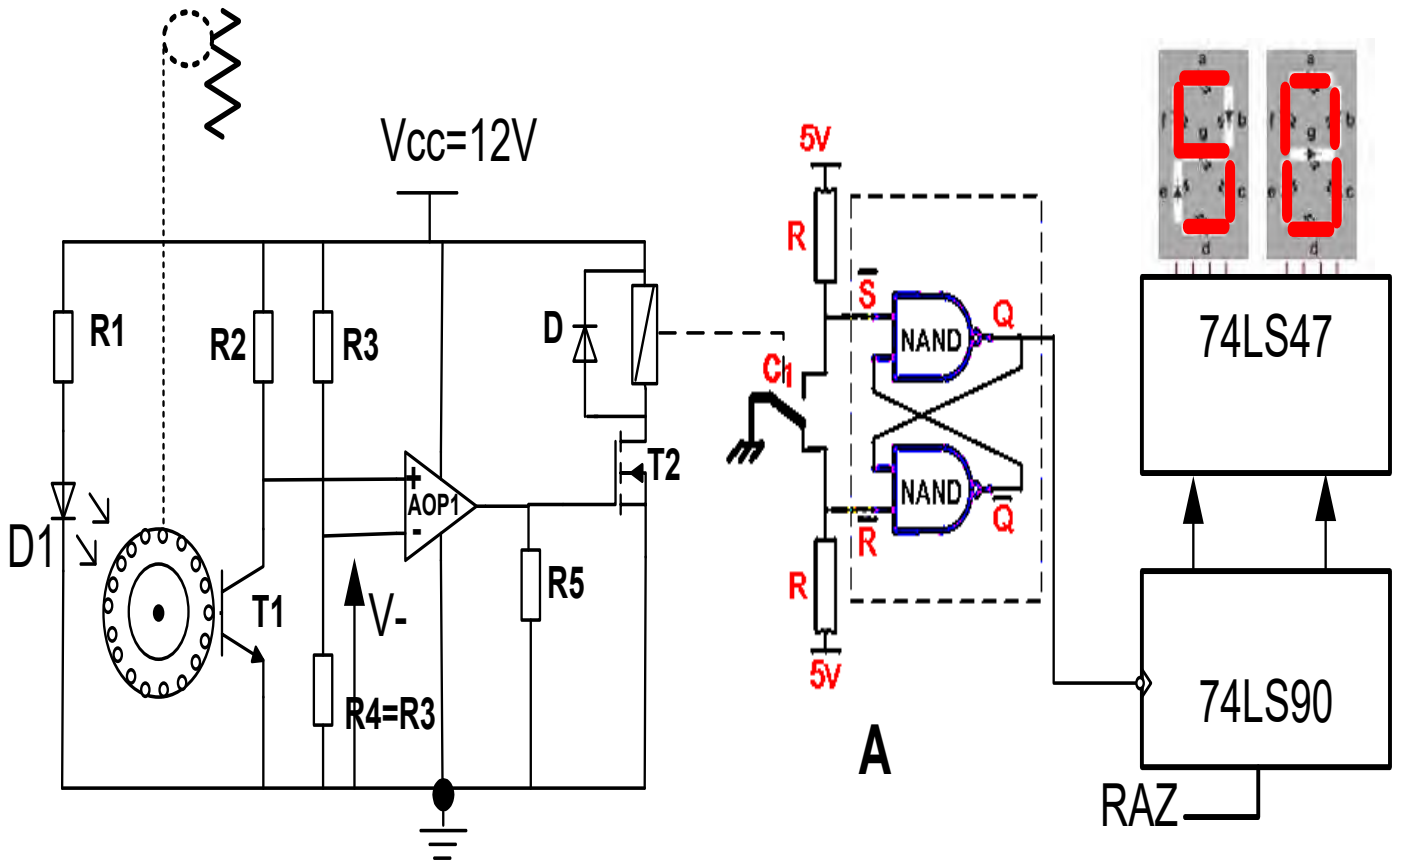 Vcc=12V
R1
R2
R3
D
D1
T1
+
-
AOP1
T2
V-
R5
R4=R3
5V
R
S
C1
NAND
Q
NAND
Q
R
R
5V
A
a
f
b
g
e
c
d
a
f
b
g
e
c
d
74LS47
74LS90
RAZ